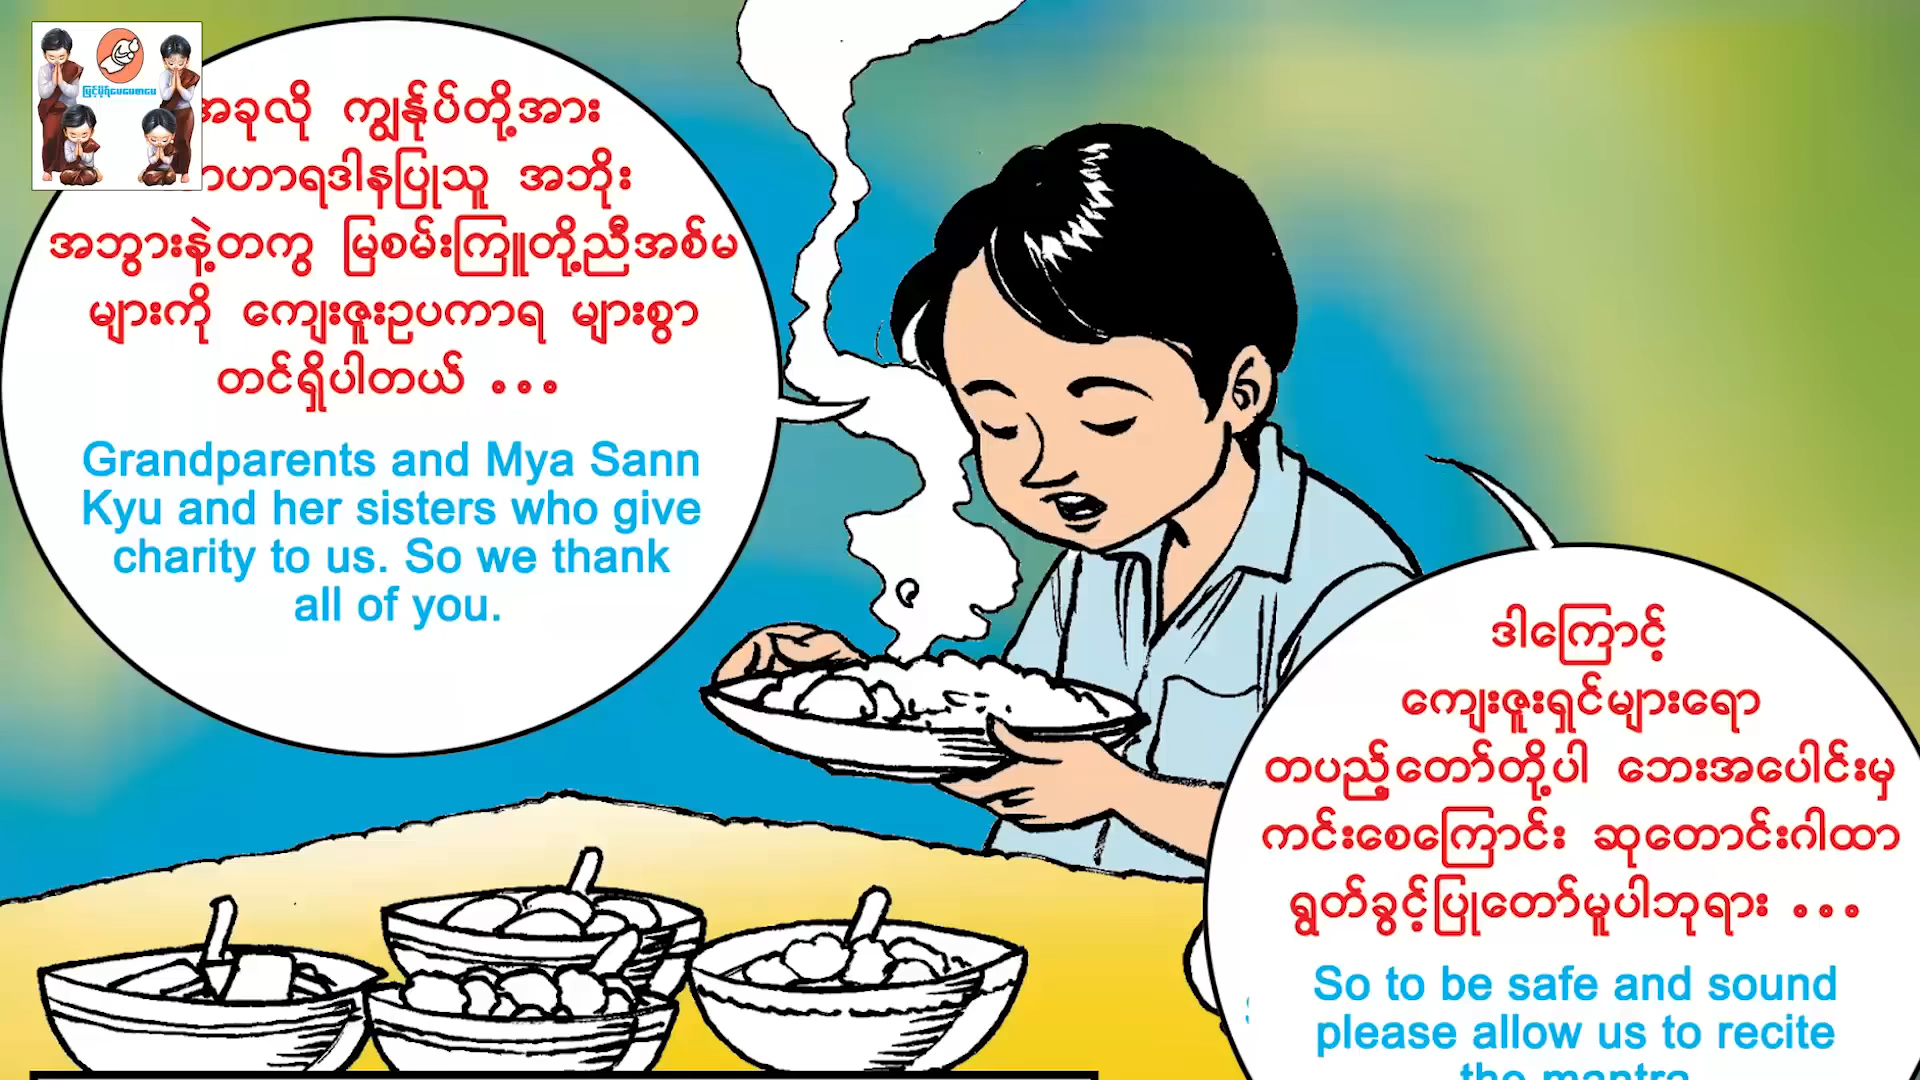 အခုလို ကျွန်ုပ်တို့အား
အာဟာရဒါနပြုသူ အဘိုး
အဘွားနဲ့တကွ မြစမ်းကြူတို့ညီအစ်မ
များကို ကျေးဇူးဥပကာရ များစွာ
တင်ရှိပါတယ် ...
Grandparents and Mya Sann
Kyu and her sisters who give
charity to us. So we thank
all of you.
ဒါကြောင့်
ကျေးဇူးရှင်များရော
တပည့်တော်တို့ပါ ဘေးအပေါင်းမှ
ကင်းစေကြောင်း ဆုတောင်းဂါထာ
ရွတ်ခွင့်ပြုတော်မူပါဘုရား ...
So to be safe and sound
please allow us to recite
the mantra